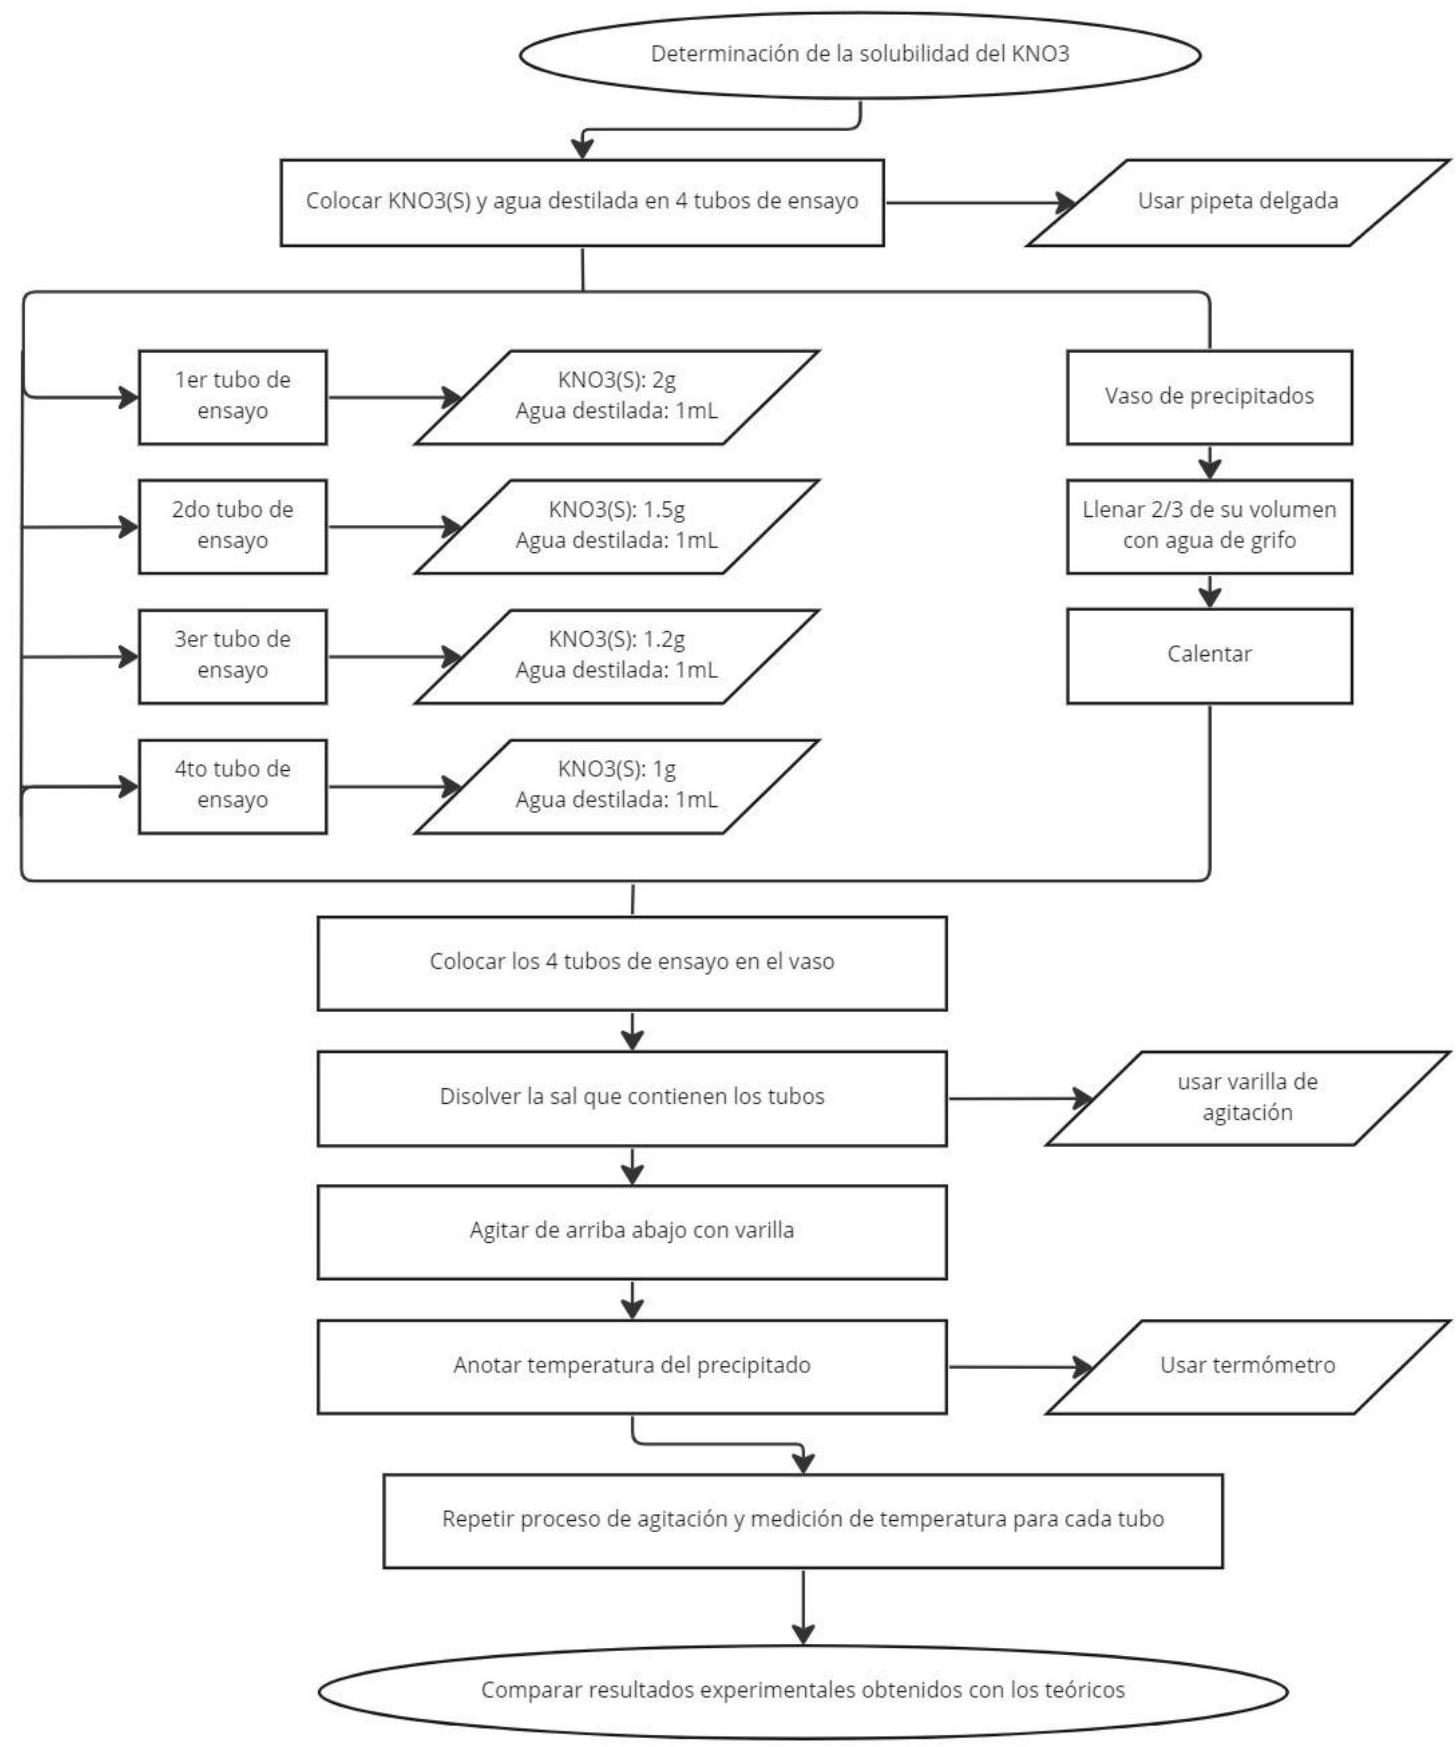 Determinación de la solubilidad del KNO3
Colocar KNO3(S) y agua destilada en 4 tubos de ensayo
Usar pipeta delgada
1er tubo de
ensayo
KNO3(S): 2g
Agua destilada: 1mL
2do tubo de
ensayo
KNO3(S): 1.5g
Agua destilada: 1mL
3er tubo de
ensayo
KNO3(S): 1.2g
Agua destilada: 1mL
4to tubo de
ensayo
KNO3(S): 1g
Agua destilada: 1mL
Vaso de precipitados
Llenar 2/3 de su volumen
con agua de grifo
Calentar
Colocar los 4 tubos de ensayo en el vaso
Disolver la sal que contienen los tubos
usar varilla de
agitación
Agitar de arriba abajo con varilla
Anotar temperatura del precipitado
Usar termómetro
Repetir proceso de agitación y medición de temperatura para cada tubo
Comparar resultados experimentales obtenidos con los teóricos